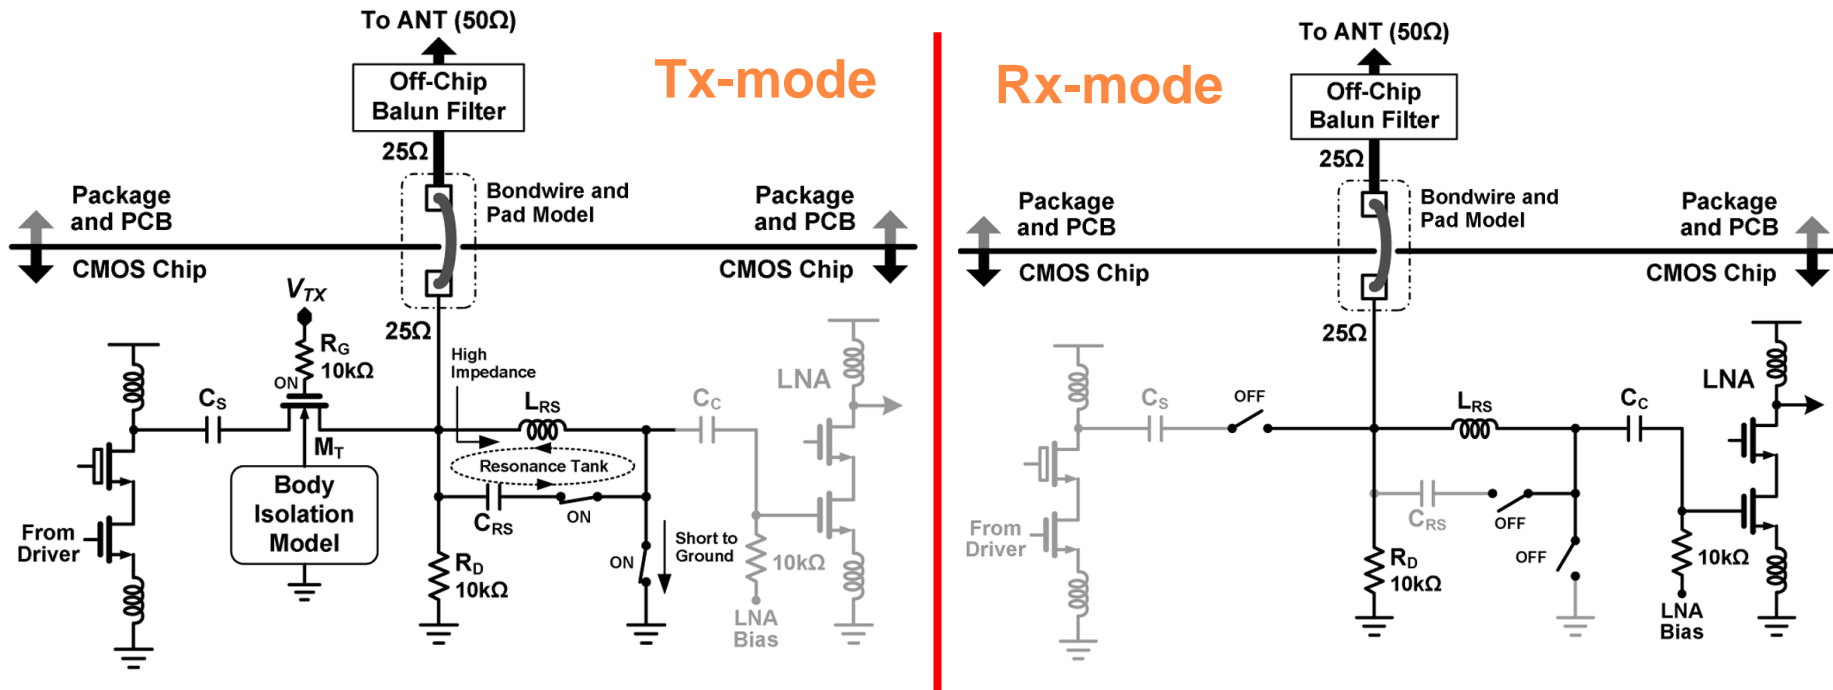 To ANT (50Ω)
Off-Chip
Balun Filter
25Ω
Tx-mode
Bondwire and
Pad Model
Package
and PCB
CMOS Chip
Package
and PCB
CMOS Chip
25Ω
VTX
RG
10kΩ
ON
CS
MT
Body
Isolation
Model
From
Driver
High
Impedance
LRS
Resonance Tank
CRS
ON
RD
10kΩ
ON
Short to
Ground
CC
LNA
10kΩ
LNA
Bias
Rx-mode
To ANT (50Ω)
Off-Chip
Balun Filter
25Ω
Bondwire and
Pad Model
Package
and PCB
CMOS Chip
Package
and PCB
CMOS Chip
25Ω
CS
OFF
From
Driver
LRS
CRS
OFF
OFF
RD
10kΩ
CC
LNA
10kΩ
LNA
Bias